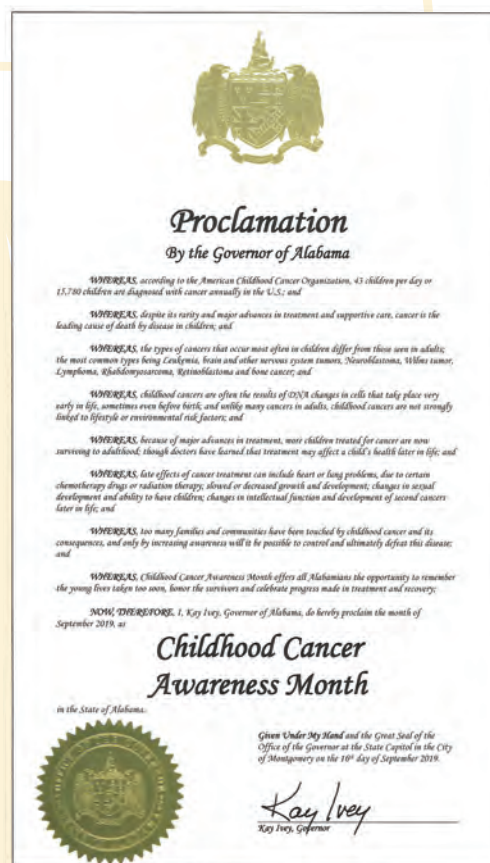 Proclamation
By the Governor of Alabama
WHEREAS, according to the American Childhood Cancer Organization, 43 children per day or
15,780 children are diagnosed with cancer annually in the U.S.; and
WHEREAS, despite its rarity and major advances in treatment and supportive care, cancer is the
leading cause of death by disease in children; and
WHEREAS, the types of cancers that occur most often in children differ from those seen in adults;
the most common types being Leukemia, brain and other nervous system tumors, Neuroblastoma, Wilms tumor,
Lymphoma, Rhabdomyosarcoma, Retinoblastoma and bone cancer; and
WHEREAS, childhood cancers are often the results of DNA changes in cells that take place very
early in life, sometimes even before birth; and unlike many cancers in adults, childhood cancers are not strongly
linked to lifestyle or environmental risk factors; and
WHEREAS, because of major advances in treatment, more children treated for cancer are now
surviving to adulthood; though doctors have learned that treatment may affect a child's health later in life; and
WHEREAS, late effects of cancer treatment can include heart or lung problems, due to certain
chemotherapy drugs or radiation therapy; slowed or decreased growth and development; changes in sexual
development and ability to have children; changes in intellectual function and development of second cancers
later in life; and
WHEREAS, too many families and communities have been touched by childhood cancer and its
consequences, and only by increasing awareness will it be possible to control and ultimately defeat this disease;
and
WHEREAS, Childhood Cancer Awareness Month offers all Alabamians the opportunity to remember
the young lives taken too soon, honor the survivors and celebrate progress made in treatment and recovery;
NOW, THEREFORE, I, Kay Ivey, Governor of Alabama, do hereby proclaim the month of
September 2019, as
Childhood Cancer
Awareness Month
in the State of Alabama.
Given Under My Hand and the Great Seal of the
Office of the Governor at the State Capitol in the City
of Montgomery on the 16th day of September 2019.
Kay Ivey
Kay Ivey, Governor